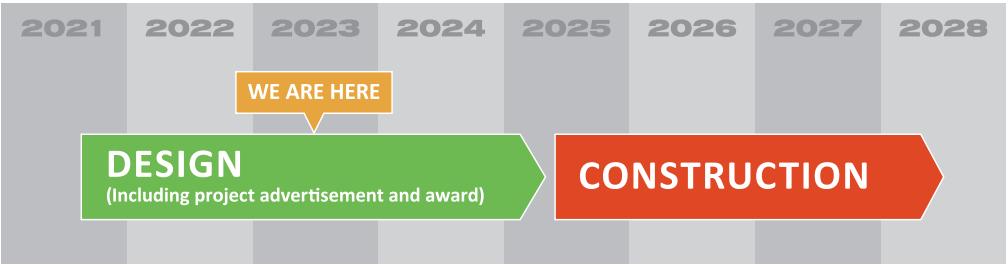 2021 2022 2023 2024 2025 2026 2027 2028
WE ARE HERE
DESIGN
(Including project advertisement and award)
CONSTRUCTION